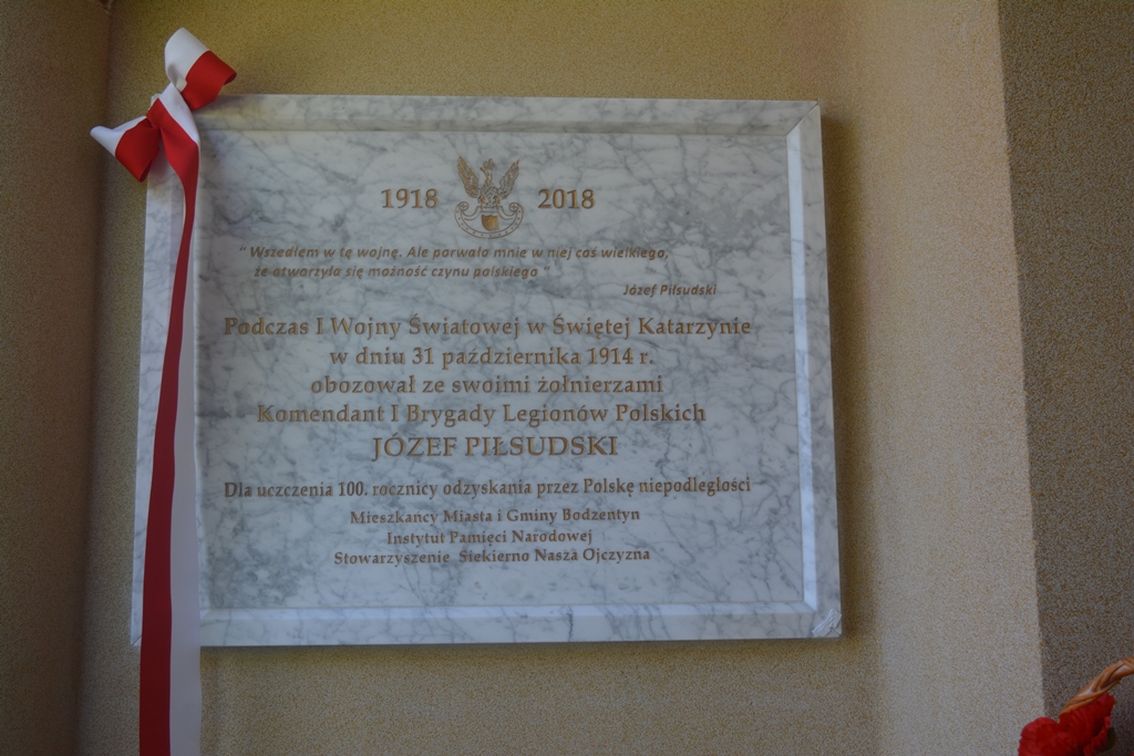 1918 2018
" Wszedłem w tę wojnę. Ale porwało mnie w niej coś wielkiego,
że otworzyła się możność czynu polskiego "
Józef Piłsudski
Podczas I Wojny Światowej w Świętej Katarzynie
w dniu 31 października 1914 r.
obozował ze swoimi żołnierzami
Komendant I Brygady Legionów Polskich
JÓZEF PIŁSUDSKI
Dla uczczenia 100. rocznicy odzyskania przez Polskę niepodległości
Mieszkańcy Miasta i Gminy Bodzentyn
Instytut Pamięci Narodowej
Stowarzyszenie Siekierno Nasza Ojczyzna